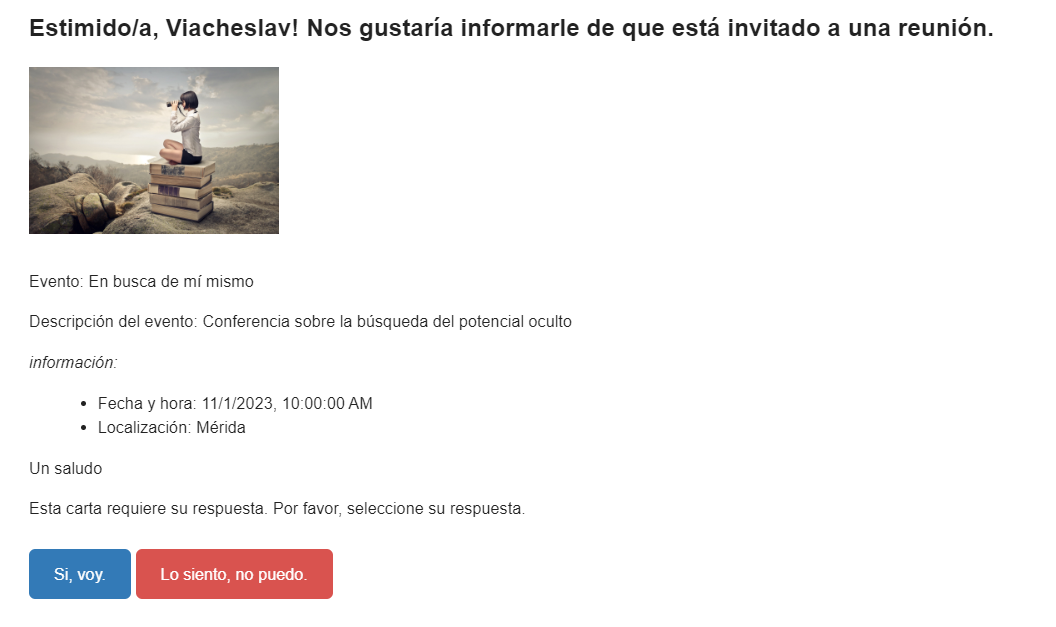 Estimido/a, Viacheslav! Nos gustaría informarle de que está invitado a una reunión.
Evento: En busca de mí mismo
Descripción del evento: Conferencia sobre la búsqueda del potencial oculto
información:
• Fecha y hora: 11/1/2023, 10:00:00 AM
• Localización: Mérida
Un saludo
Esta carta requiere su respuesta. Por favor, seleccione su respuesta.
Si, voy. Lo siento, no puedo.